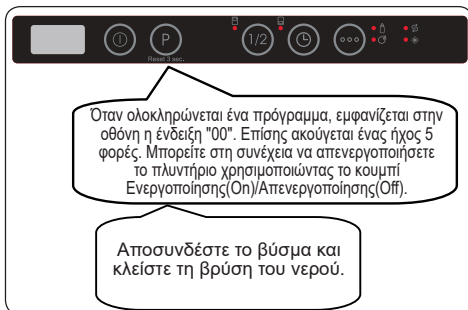 P
1/2
Reset 3 sec.
Όταν ολοκληρώνεται ένα πρόγραμμα, εμφανίζεται στην
οθόνη η ένδειξη "00". Επίσης ακούγεται ένας ήχος 5
φορές. Μπορείτε στη συνέχεια να απενεργοποιήσετε
το πλυντήριο χρησιμοποιώντας το κουμπί
Ενεργοποίησης(On)/Απενεργοποίησης(Off).
Αποσυνδέστε το βύσμα και
κλείστε τη βρύση του νερού.